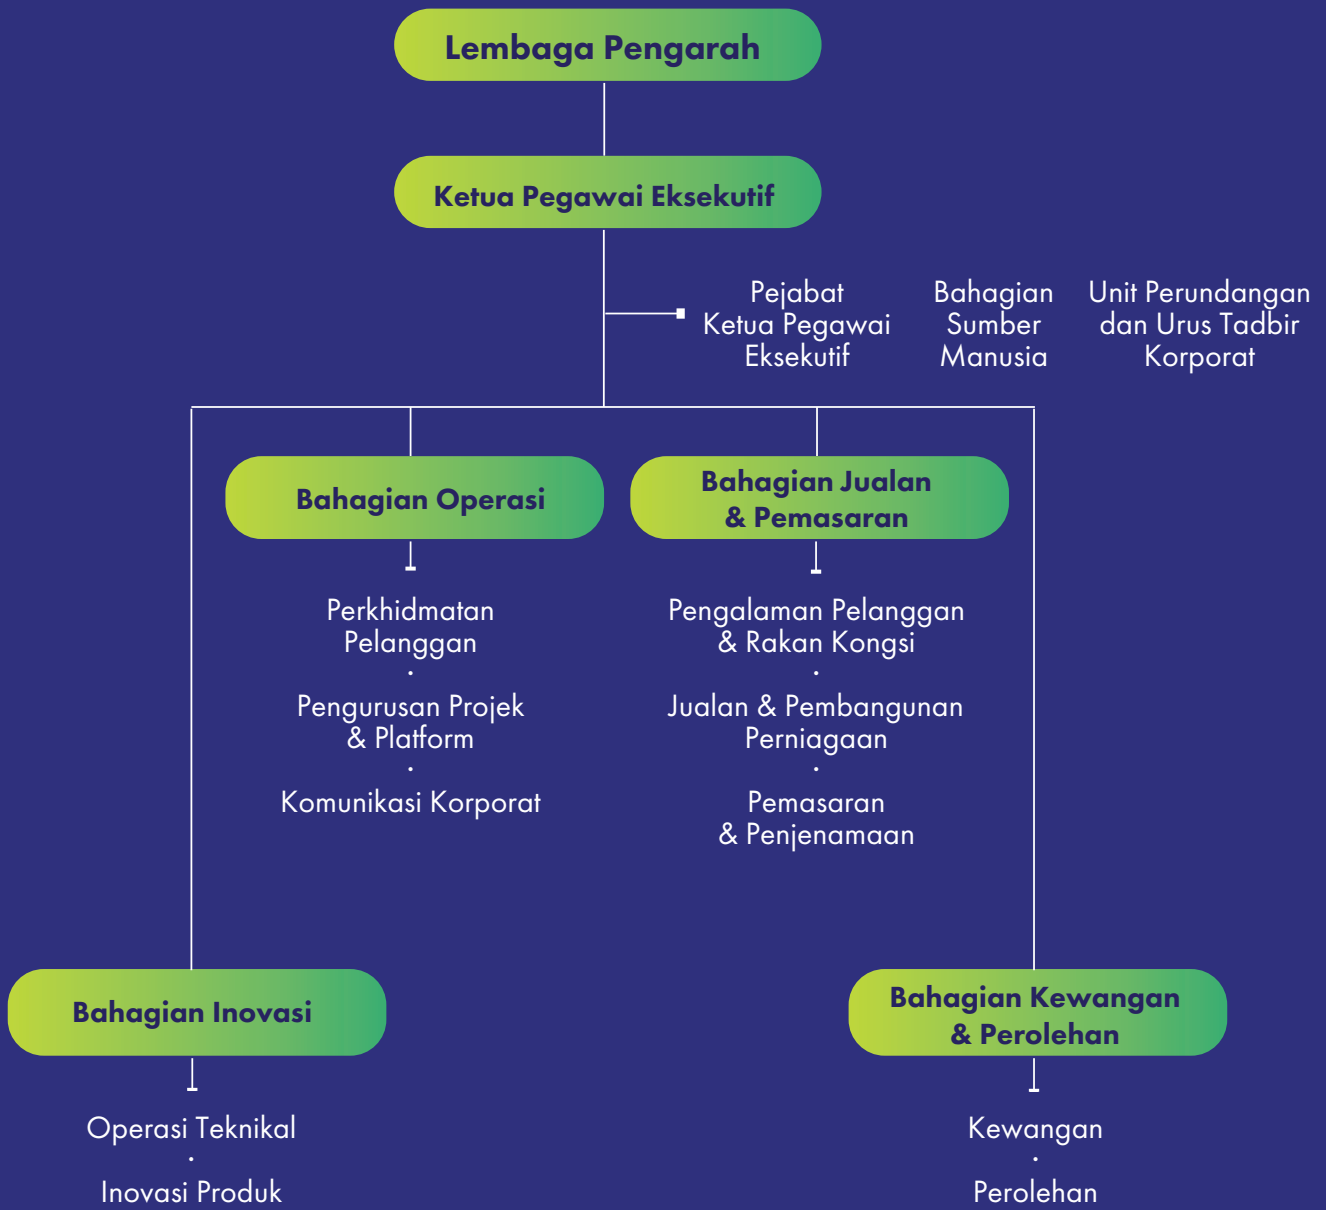 Lembaga Pengarah
Ketua Pegawai Eksekutif
Pejabat
Ketua Pegawai
Eksekutif
Bahagian
Sumber
Manusia
Unit Perundangan
dan Urus Tadbir
Korporat
Bahagian Operasi
Perkhidmatan
Pelanggan
Pengurusan Projek
& Platform
Komunikasi Korporat
Bahagian Jualan
& Pemasaran
Pengalaman Pelanggan
& Rakan Kongsi
Jualan & Pembangunan
Perniagaan
Pemasaran
& Penjenamaan
Bahagian Inovasi
Operasi Teknikal
Inovasi Produk
Bahagian Kewangan
& Perolehan
Kewangan
Perolehan